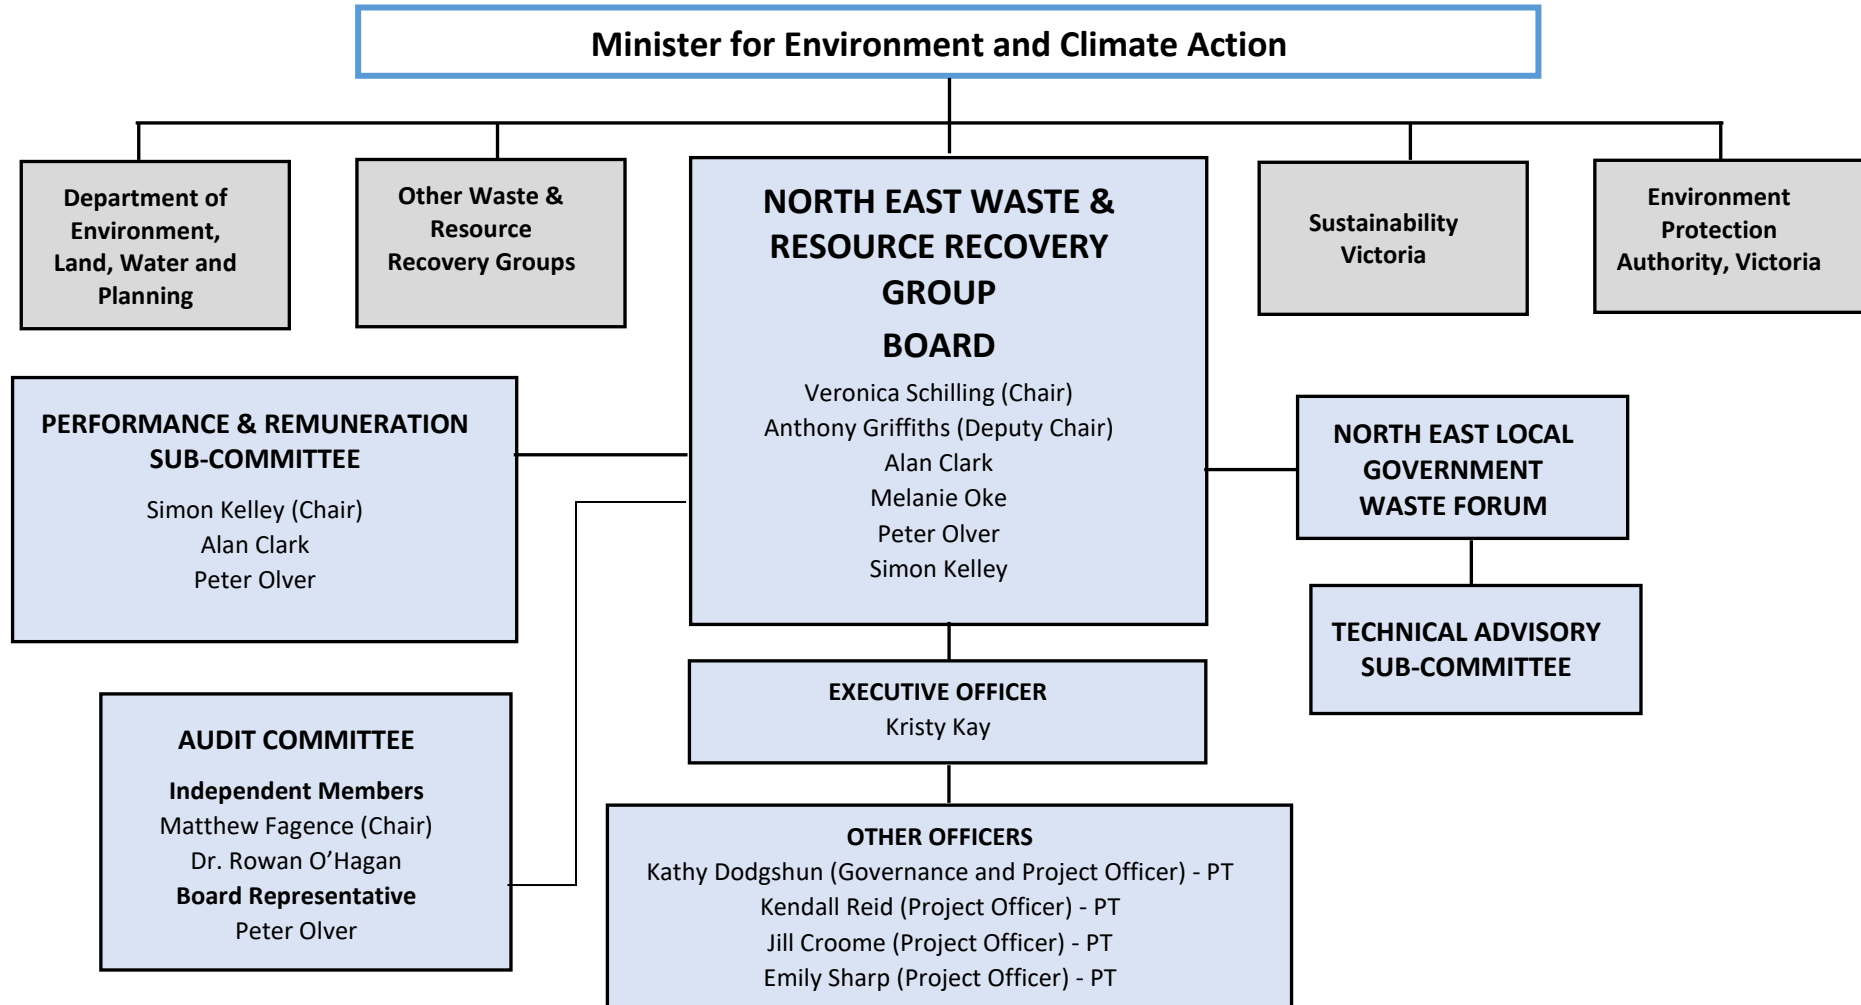 Minister for Environment and Climate Action
Department of
Environment,
Land, Water and
Planning
Other Waste &
Resource
Recovery Groups
NORTH EAST WASTE &
RESOURCE RECOVERY
GROUP
BOARD
Veronica Schilling (Chair)
Anthony Griffiths (Deputy Chair)
Alan Clark
Melanie Oke
Peter Olver
Simon Kelley
Sustainability
Victoria
Environment
Protection
Authority, Victoria
PERFORMANCE & REMUNERATION
SUB-COMMITTEE
Simon Kelley (Chair)
Alan Clark
Peter Olver
NORTH EAST LOCAL
GOVERNMENT
WASTE FORUM
TECHNICAL ADVISORY
SUB-COMMITTEE
EXECUTIVE OFFICER
Kristy Kay
AUDIT COMMITTEE
Independent Members
Matthew Fagence (Chair)
Dr. Rowan O’Hagan
Board Representative
Peter Olver
OTHER OFFICERS
Kathy Dodgshun (Governance and Project Officer) - PT
Kendall Reid (Project Officer) - PT
Jill Croome (Project Officer) - PT
Emily Sharp (Project Officer) - PT